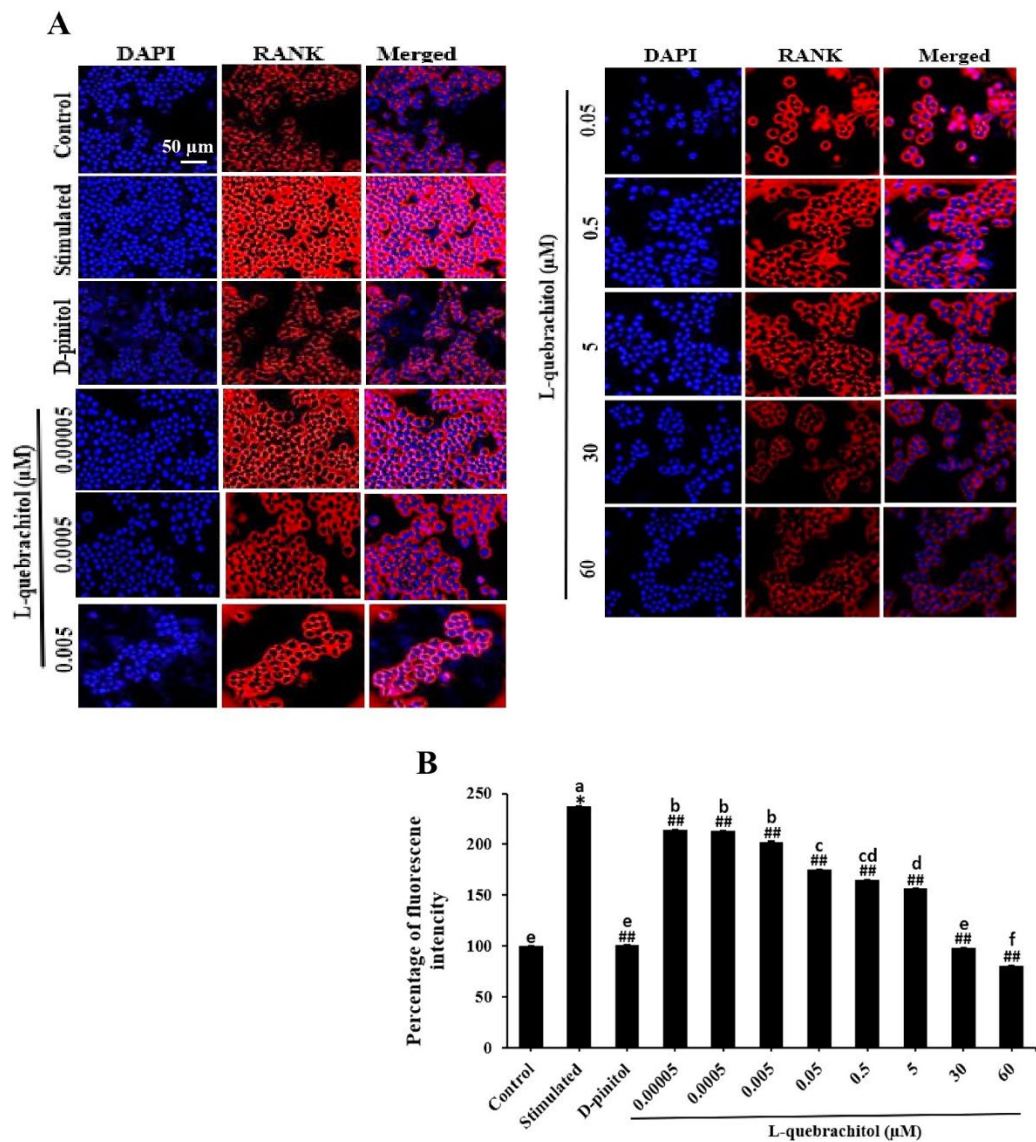 A
DAPI RANK Merged
Control
50 µm
Stimulated
D-pinitol
L-quebrachitol (µM)
0.00005
0.0005
0.005
DAPI RANK Merged
L-quebrachitol (µM)
0.05
0.5
5
30
60
B
Percentage of fluorescene
intencity
250
200
150
100
50
0
e
a
*
e
##
b
##
b
##
b
##
c
##
cd
##
d
##
e
##
f
##
Control Stimulated D-pinitol 0.00005 0.0005 0.005 0.05 0.5 5 30 60
L-quebrachitol (µM)